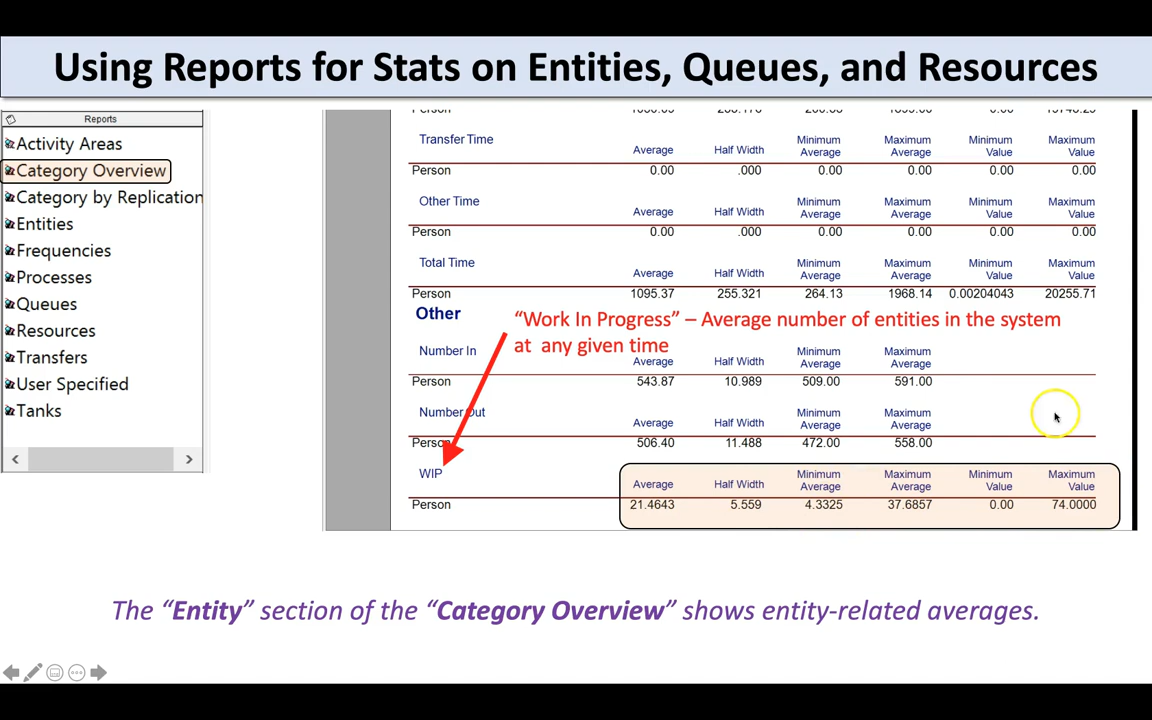 Using Reports for Stats on Entities, Queues, and Resources
Reports
Activity Areas
Category Overview
Category by Replication
Entities
Frequencies
Processes
Queues
Resources
Transfers
User Specified
Tanks
Transfer Time Average Half Width Minimum Average Maximum Average Minimum Value Maximum Value
Person 0.00 .000 0.00 0.00 0.00 0.00
Other Time Average Half Width Minimum Average Maximum Average Minimum Value Maximum Value
Person 0.00 .000 0.00 0.00 0.00 0.00
Total Time Average Half Width Minimum Average Maximum Average Minimum Value Maximum Value
Person 1095.37 255.321 264.13 1968.14 0.00204043 20255.71
Other
“Work In Progress” – Average number of entities in the system
at any given time
Number In Average Half Width Minimum Average Maximum Average
Person 543.87 10.989 509.00 591.00
Number Out Average Half Width Minimum Average Maximum Average
Person 506.40 11.488 472.00 558.00
WIP Average Half Width Minimum Average Maximum Average Minimum Value Maximum Value
Person 21.4643 5.559 4.3325 37.6857 0.00 74.0000
The “Entity” section of the “Category Overview” shows entity-related averages.